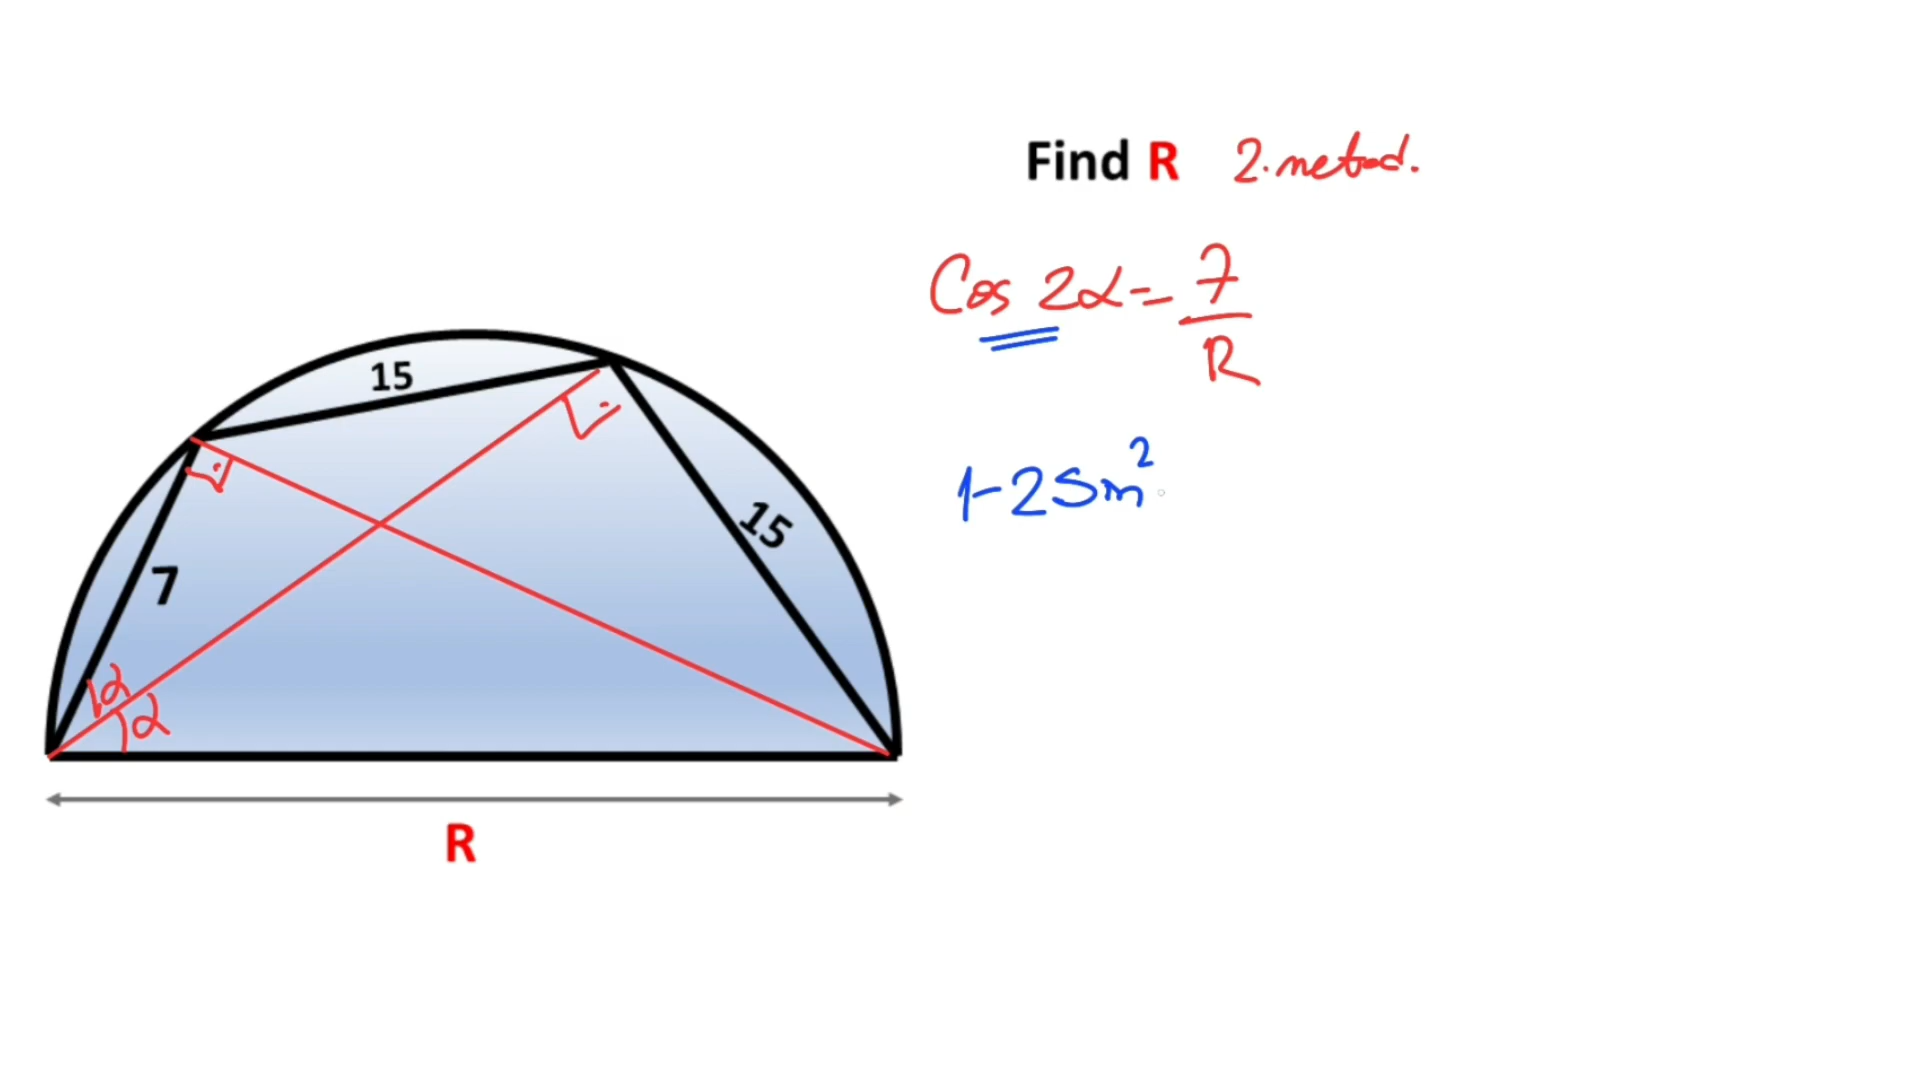 Find R 2. metod.
Cos 2α = 7/R
1-2Sin²
15
15
7
α
α
R